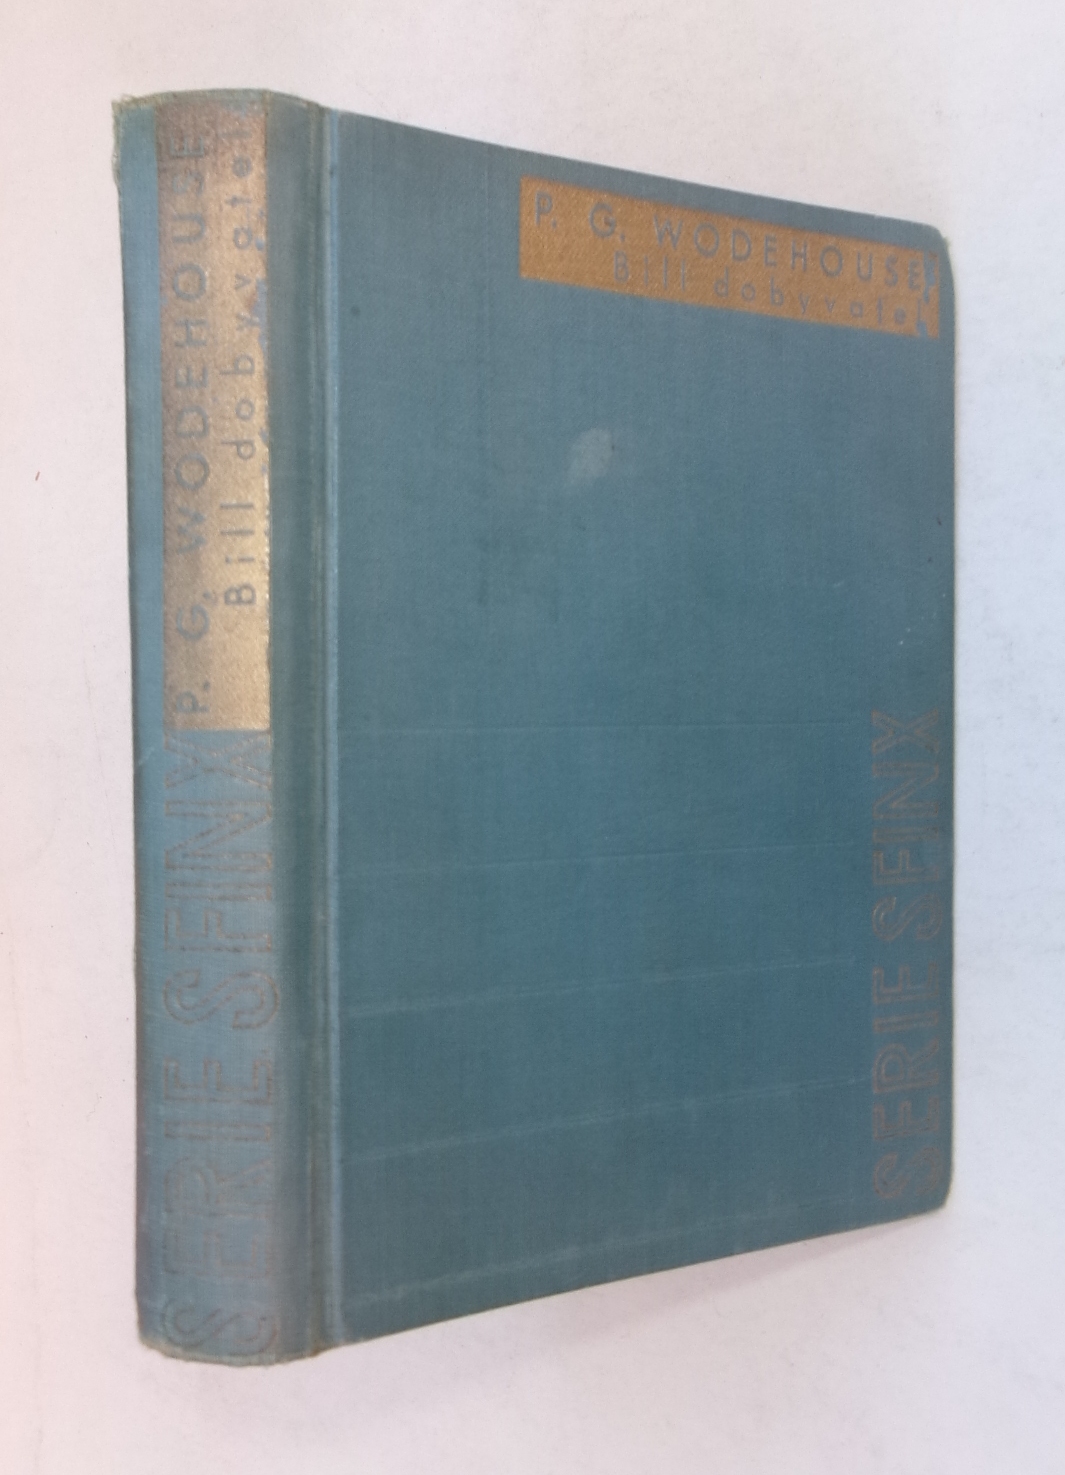 P. G. WODEHOUSE
Bill dobyvatel
SERIE SFINX
P. G. WODEHOUSE:
Bill dobyvatel
SERIE SFINX